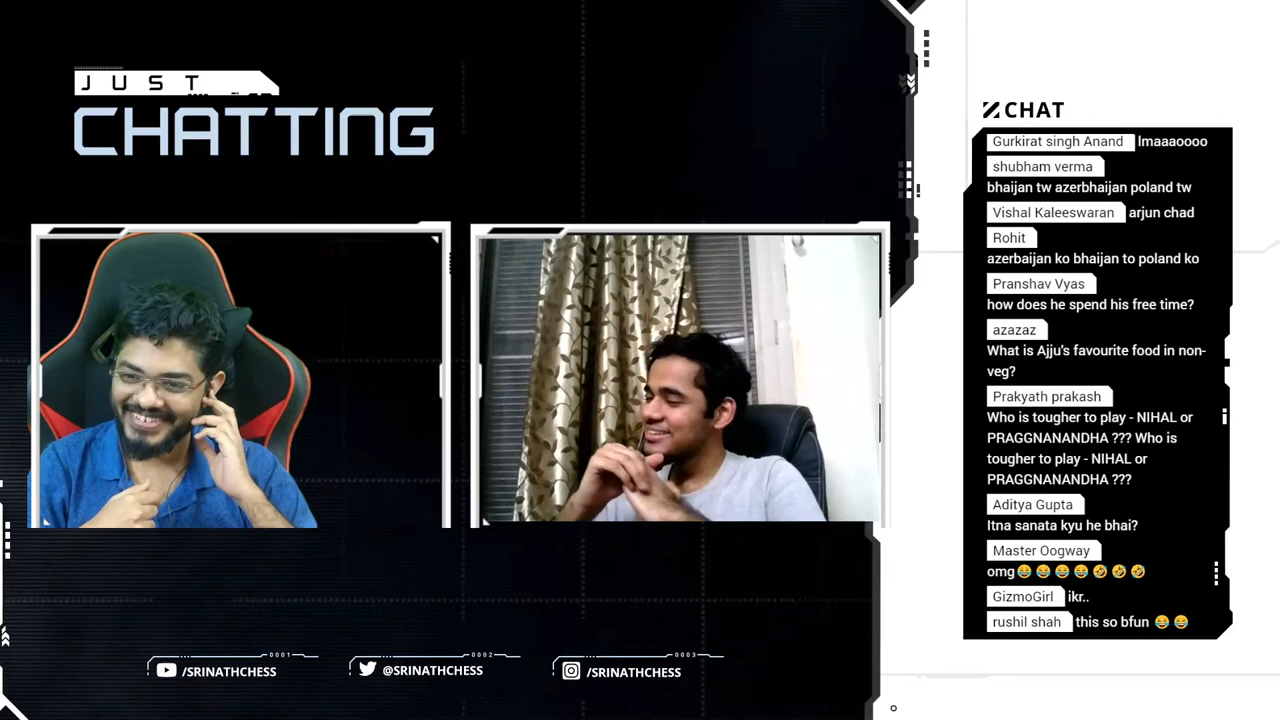 JUST
CHATTING
CHAT
Gurkirat singh Anand lmaaaoooo
shubham verma
bhaijan tw azerbhaijan poland tw
Vishal Kaleeswaran arjun chad
Rohit
azerbaijan ko bhaijan to poland ko
Pranshav Vyas
how does he spend his free time?
azazaz
What is Ajju's favourite food in non-
veg?
Prakyath prakash
Who is tougher to play - NIHAL or
PRAGGNANANDHA ??? Who is
tougher to play - NIHAL or
PRAGGNANANDHA ???
Aditya Gupta
Itna sanata kyu he bhai?
Master Oogway
omg😂😂😂😂🤣🤣🤣
GizmoGirl ikr..
rushil shah this so bfun 😂😂
0001
/SRINATHCHESS
0002
@SRINATHCHESS
0003
/SRINATHCHESS